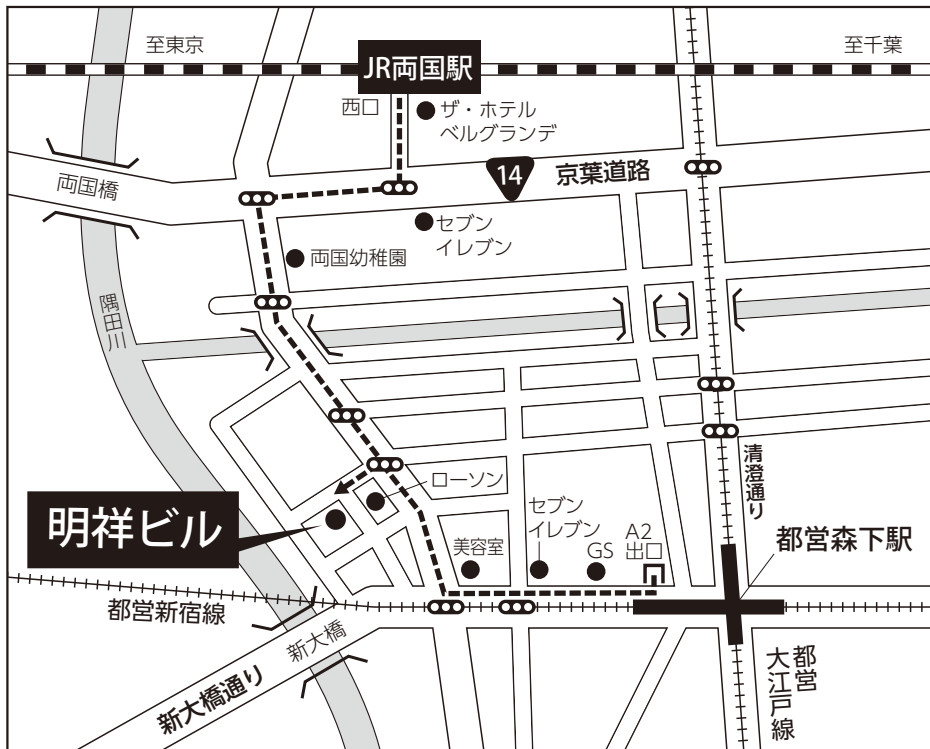 至東京
至千葉
JR両国駅
西口
ザ・ホテル
ベルグランデ
14
京葉道路
両国橋
セブン
イレブン
両国幼稚園
隅田川
清澄通り
ローソン
明祥ビル
セブン
イレブン
A2
出口
美容室
GS
都営森下駅
都営新宿線
新大橋
新大橋通り
都営
大江戸線